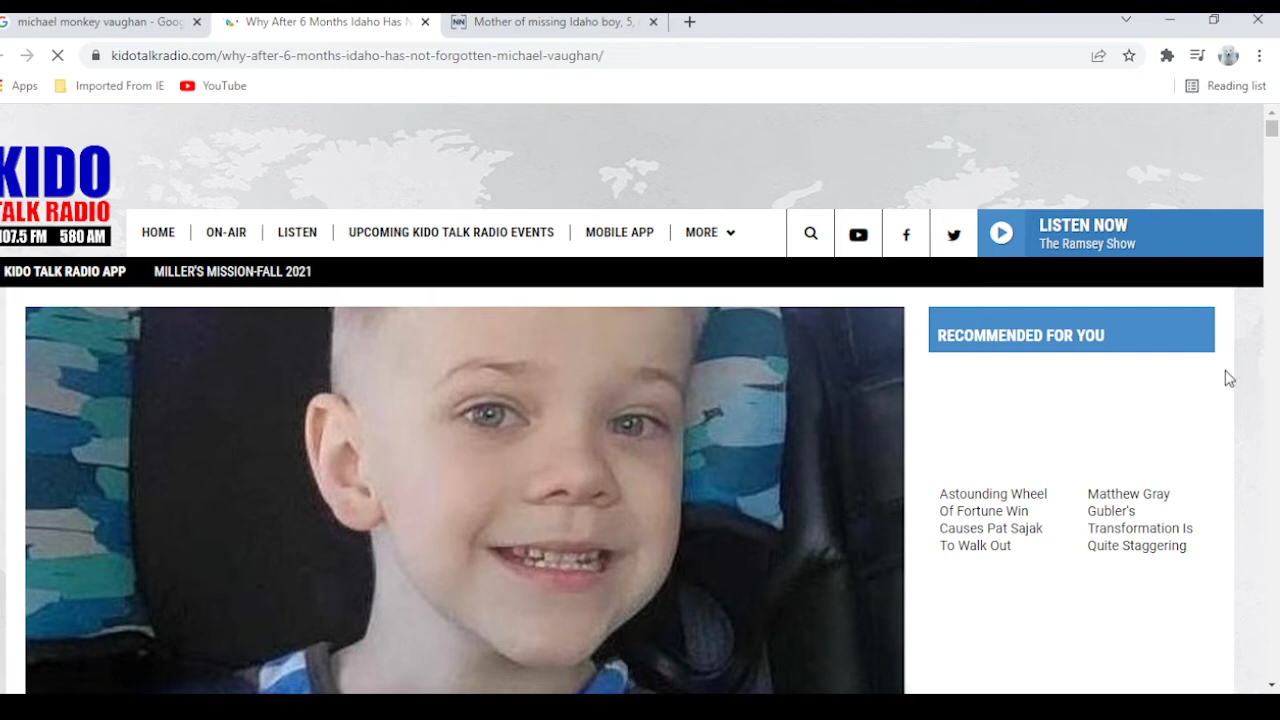 michael monkey vaughan - Goog
Why After 6 Months Idaho Has N
NN Mother of missing Idaho boy, 5,
kidotalkradio.com/why-after-6-months-idaho-has-not-forgotten-michael-vaughan/
Apps Imported From IE YouTube Reading list
KIDO
TALK RADIO
107.5 FM 580 AM
HOME ON-AIR LISTEN UPCOMING KIDO TALK RADIO EVENTS MOBILE APP MORE
LISTEN NOW
The Ramsey Show
KIDO TALK RADIO APP MILLER'S MISSION-FALL 2021
RECOMMENDED FOR YOU
Astounding Wheel
Of Fortune Win
Causes Pat Sajak
To Walk Out
Matthew Gray
Gubler's
Transformation Is
Quite Staggering